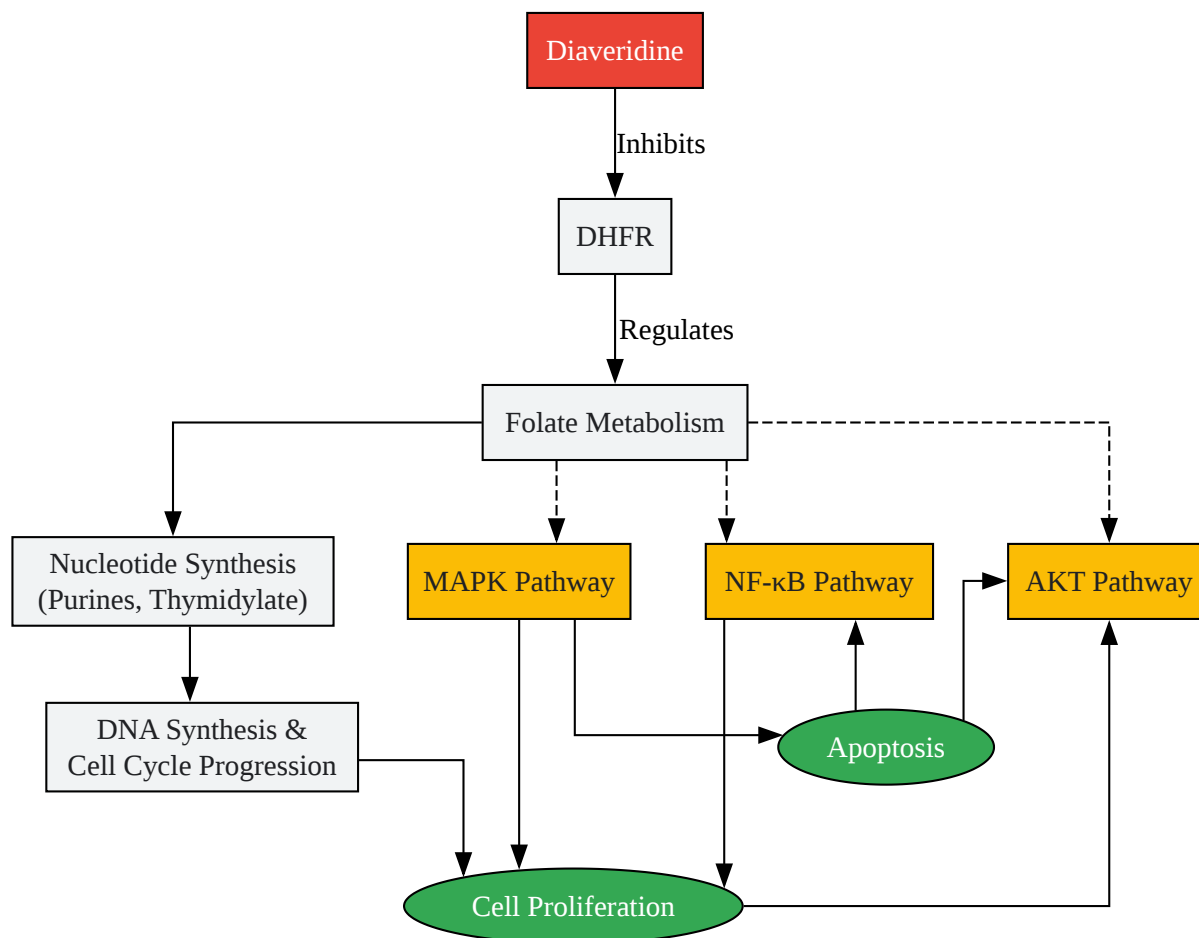 Diaveridine
Inhibits
DHFR
Regulates
Folate Metabolism
Nucleotide Synthesis
(Purines, Thymidylate)
MAPK Pathway
NF-κB Pathway
AKT Pathway
DNA Synthesis &
Cell Cycle Progression
Apoptosis
Cell Proliferation